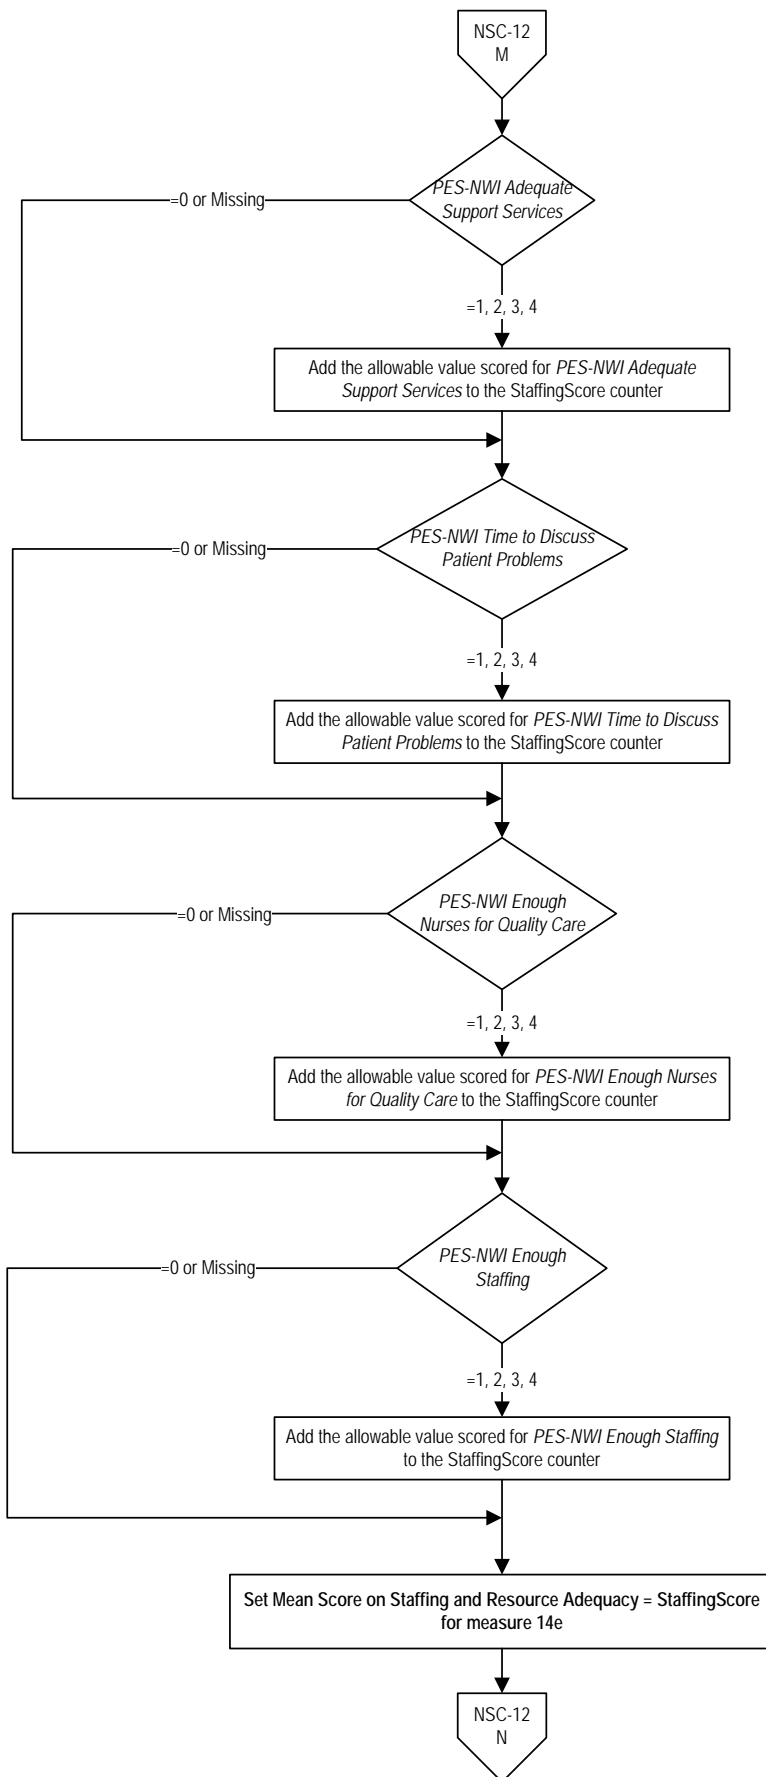 NSC-12
M
PES-NWI Adequate
Support Services
=0 or Missing
=1, 2, 3, 4
Add the allowable value scored for PES-NWI Adequate
Support Services to the StaffingScore counter
PES-NWI Time to Discuss
Patient Problems
=0 or Missing
=1, 2, 3, 4
Add the allowable value scored for PES-NWI Time to Discuss
Patient Problems to the StaffingScore counter
PES-NWI Enough
Nurses for Quality Care
=0 or Missing
=1, 2, 3, 4
Add the allowable value scored for PES-NWI Enough Nurses
for Quality Care to the StaffingScore counter
PES-NWI Enough
Staffing
=0 or Missing
=1, 2, 3, 4
Add the allowable value scored for PES-NWI Enough Staffing
to the StaffingScore counter
Set Mean Score on Staffing and Resource Adequacy = StaffingScore
for measure 14e
NSC-12
N